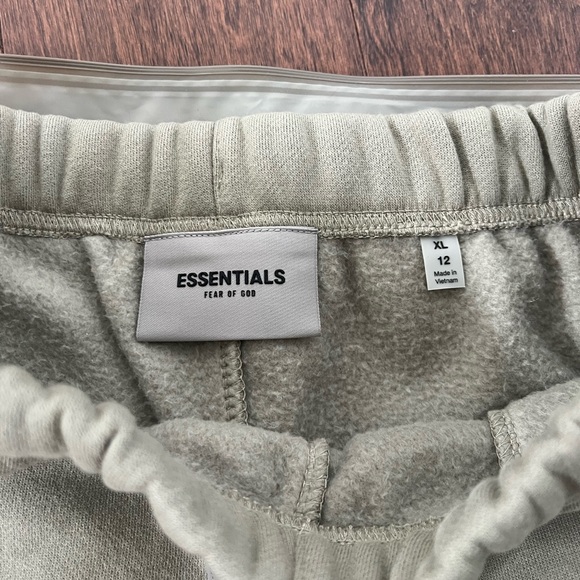 ESSENTIALS
FEAR OF GOD
XL
12
Made in
Vietnam